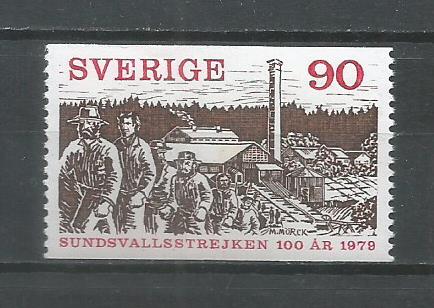 SVERIGE 90
M. MÖRCK
SUNDSVALLSSTREJKEN 100 ÅR 1979